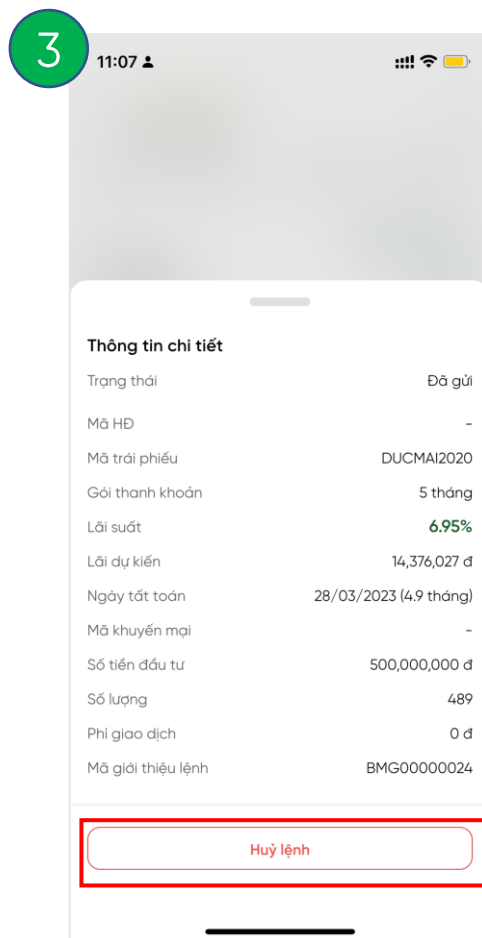 3
11:07
Thông tin chi tiết
Trạng thái Đã gửi
Mã HĐ -
Mã trái phiếu DUCMAI2020
Gói thanh khoản 5 tháng
Lãi suất 6.95%
Lãi dự kiến 14,376,027 đ
Ngày tất toán 28/03/2023 (4.9 tháng)
Mã khuyến mại -
Số tiền đầu tư 500,000,000 đ
Số lượng 489
Phí giao dịch 0 đ
Mã giới thiệu lệnh BMG00000024
Huỷ lệnh